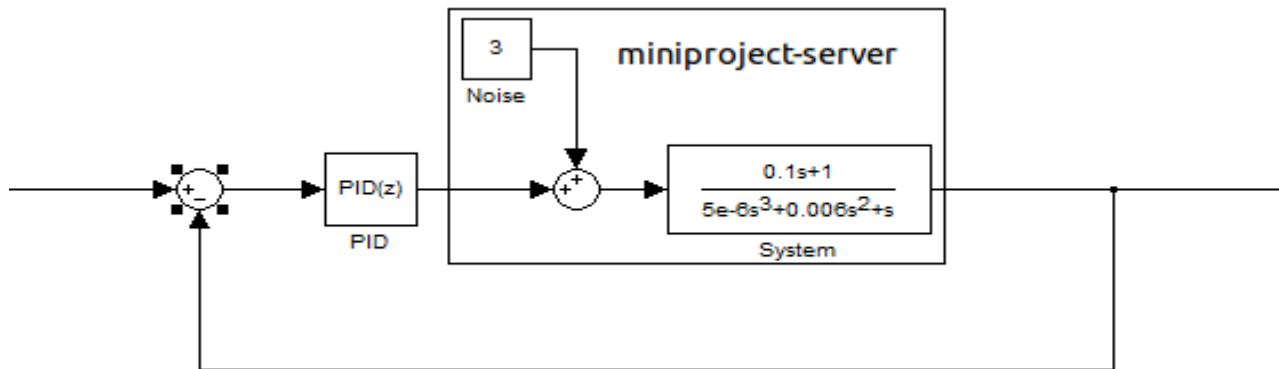 3
miniproject-server
Noise
+
+
+
−
PID(z)
PID
0.1s+1
5e-6s³+0.006s²+s
System